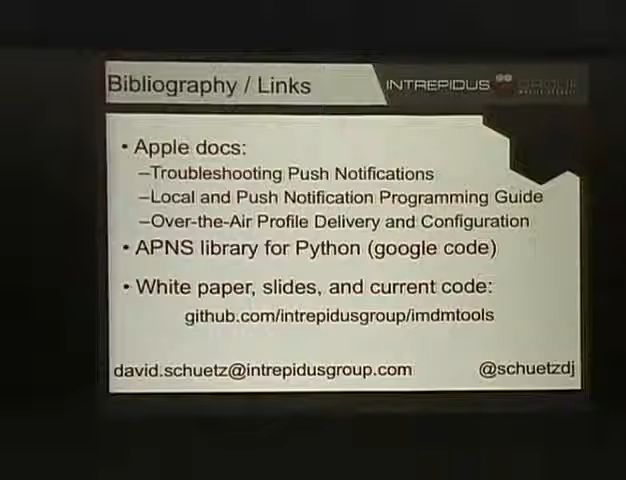 Bibliography / Links
INTREPIDUS GROUP
• Apple docs:
–Troubleshooting Push Notifications
–Local and Push Notification Programming Guide
–Over-the-Air Profile Delivery and Configuration
• APNS library for Python (google code)
• White paper, slides, and current code:
github.com/intrepidusgroup/imdmtools
david.schuetz@intrepidusgroup.com
@schuetzdj